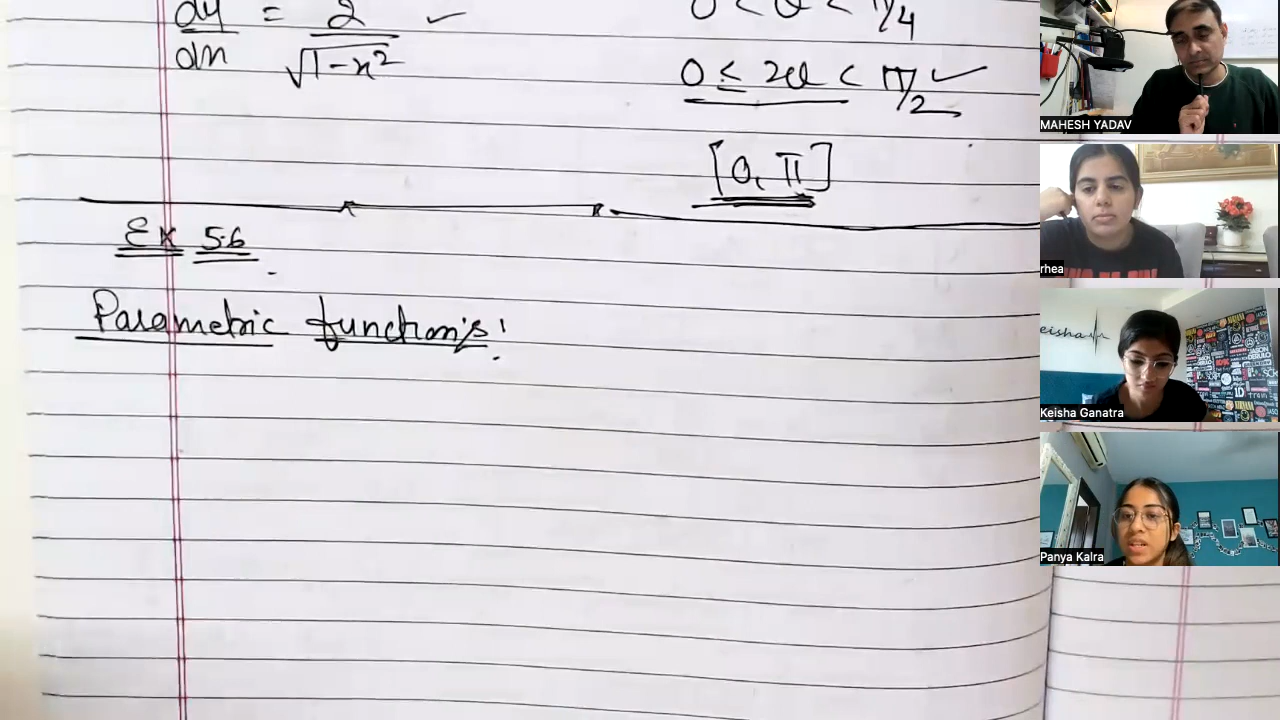 dy/dx = 2/√1-x² ✓
0 < θ < π/4
0 ≤ 2θ < π/2 ✓
[0, π]
Ex 5.6
Parametric function's:
MAHESH YADAV
rhea
Keisha Ganatra
Panya Kalra